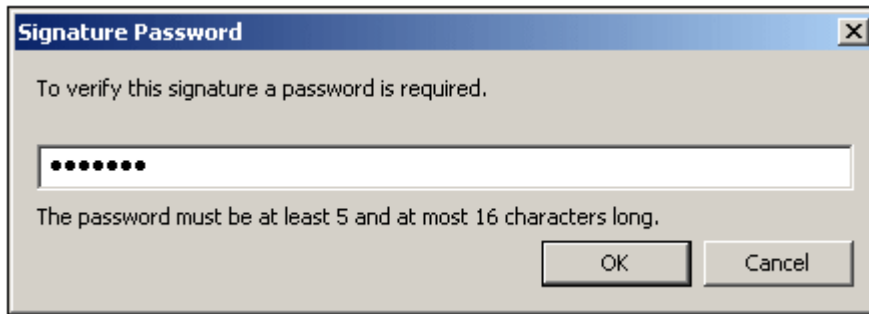 Signature Password
To verify this signature a password is required.
•••••••
The password must be at least 5 and at most 16 characters long.
OK
Cancel